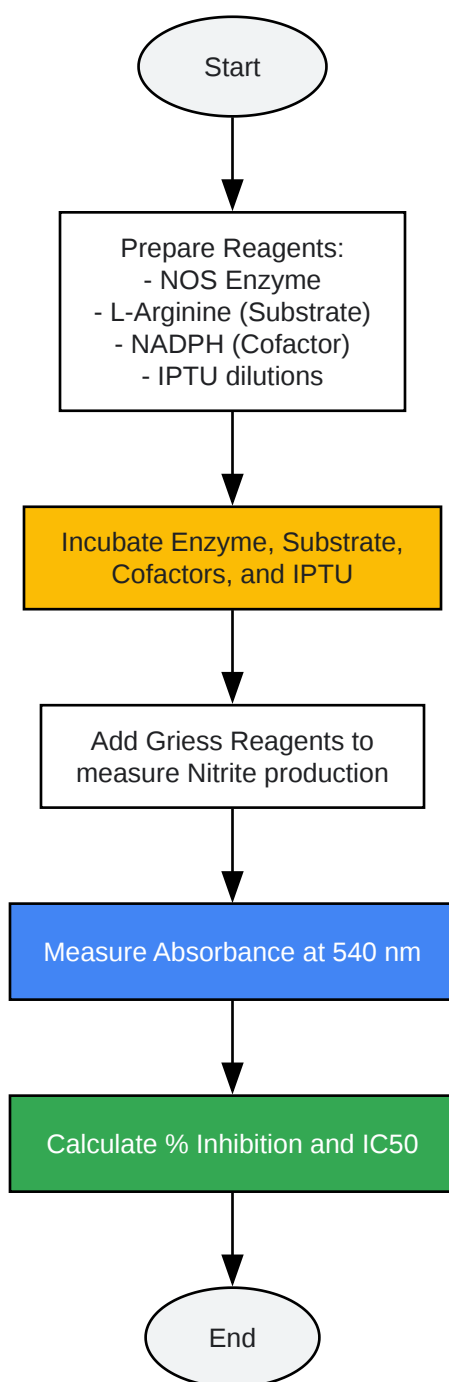 Start
Prepare Reagents:
- NOS Enzyme
- L-Arginine (Substrate)
- NADPH (Cofactor)
- IPTU dilutions
Incubate Enzyme, Substrate,
Cofactors, and IPTU
Add Griess Reagents to
measure Nitrite production
Measure Absorbance at 540 nm
Calculate % Inhibition and IC50
End